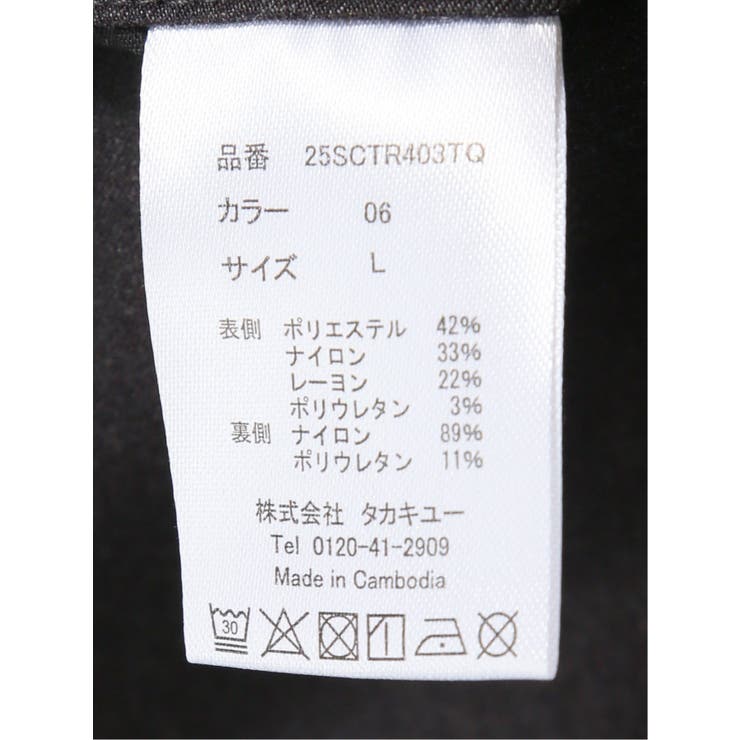 品番 25SCTR403TQ
カラー 06
サイズ L
表側 ポリエステル 42%
ナイロン 33%
レーヨン 22%
ポリウレタン 3%
裏側 ナイロン 89%
ポリウレタン 11%
株式会社 タカキユー
Tel 0120-41-2909
Made in Cambodia
30